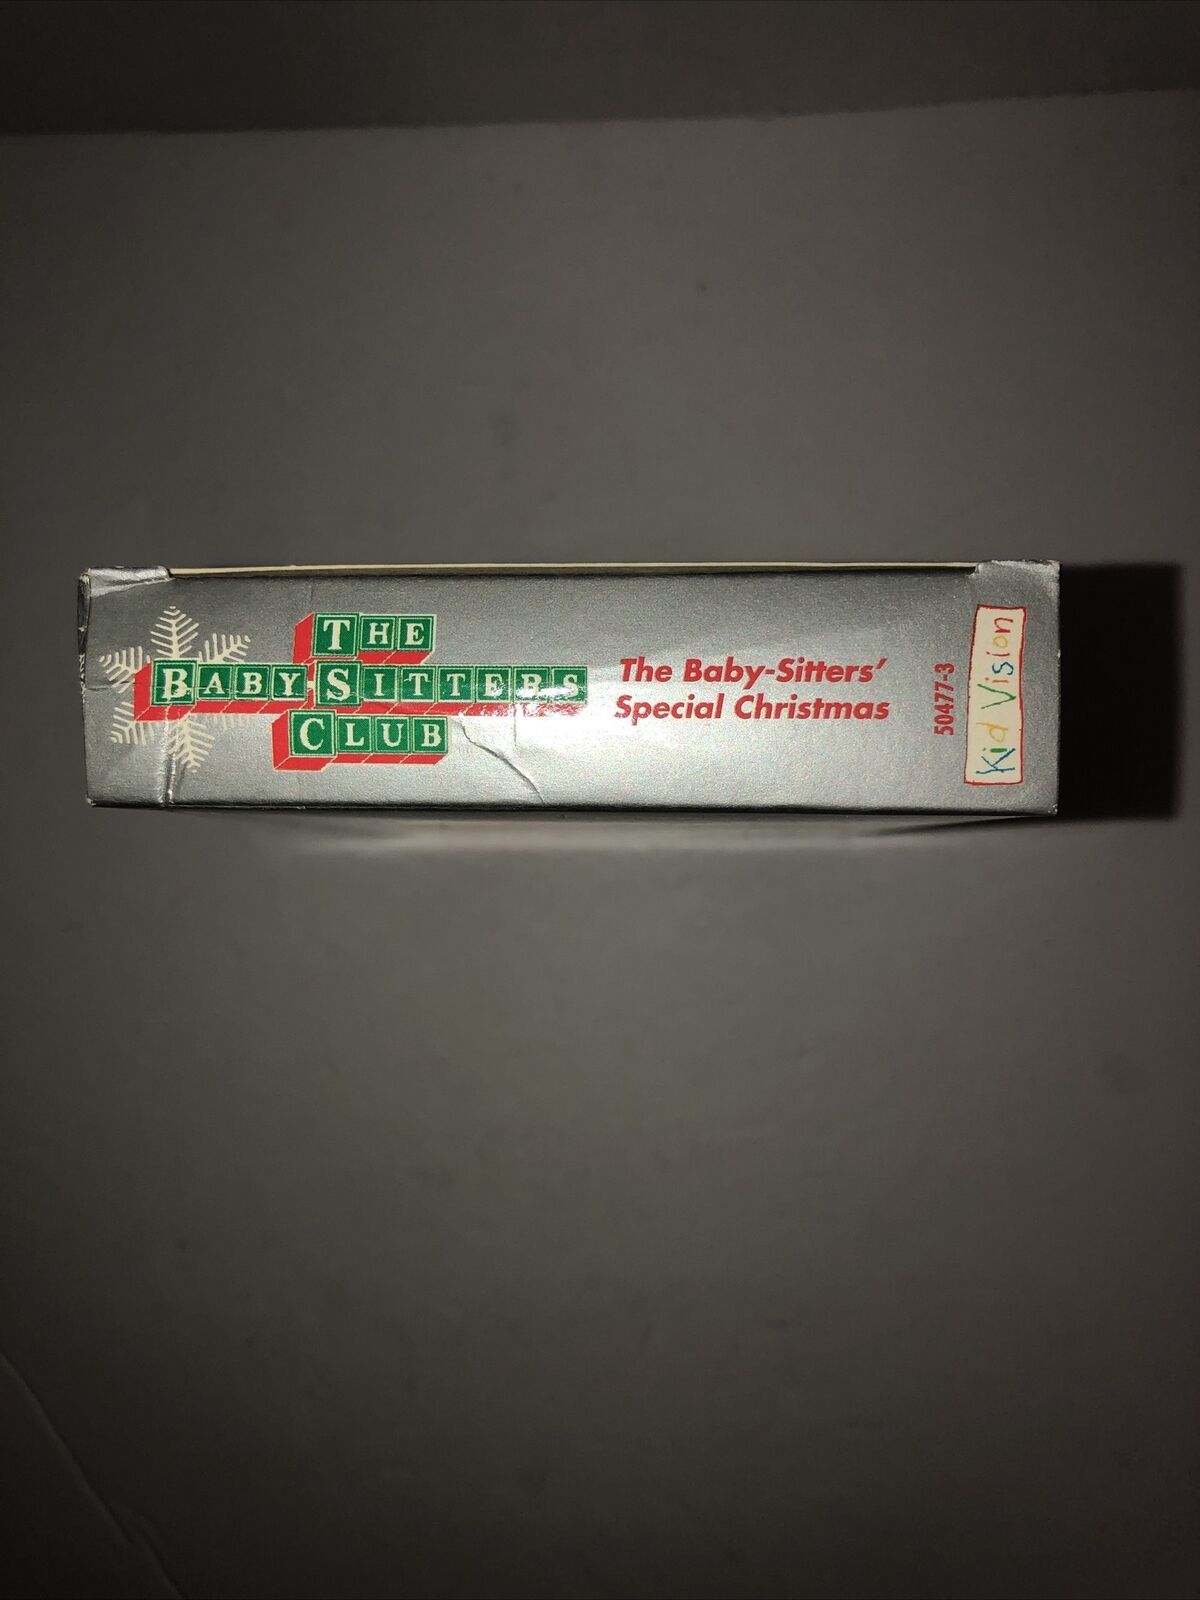 THE
BABY-SITTERS
CLUB
The Baby-Sitters'
Special Christmas
50477-3
Kid Vision